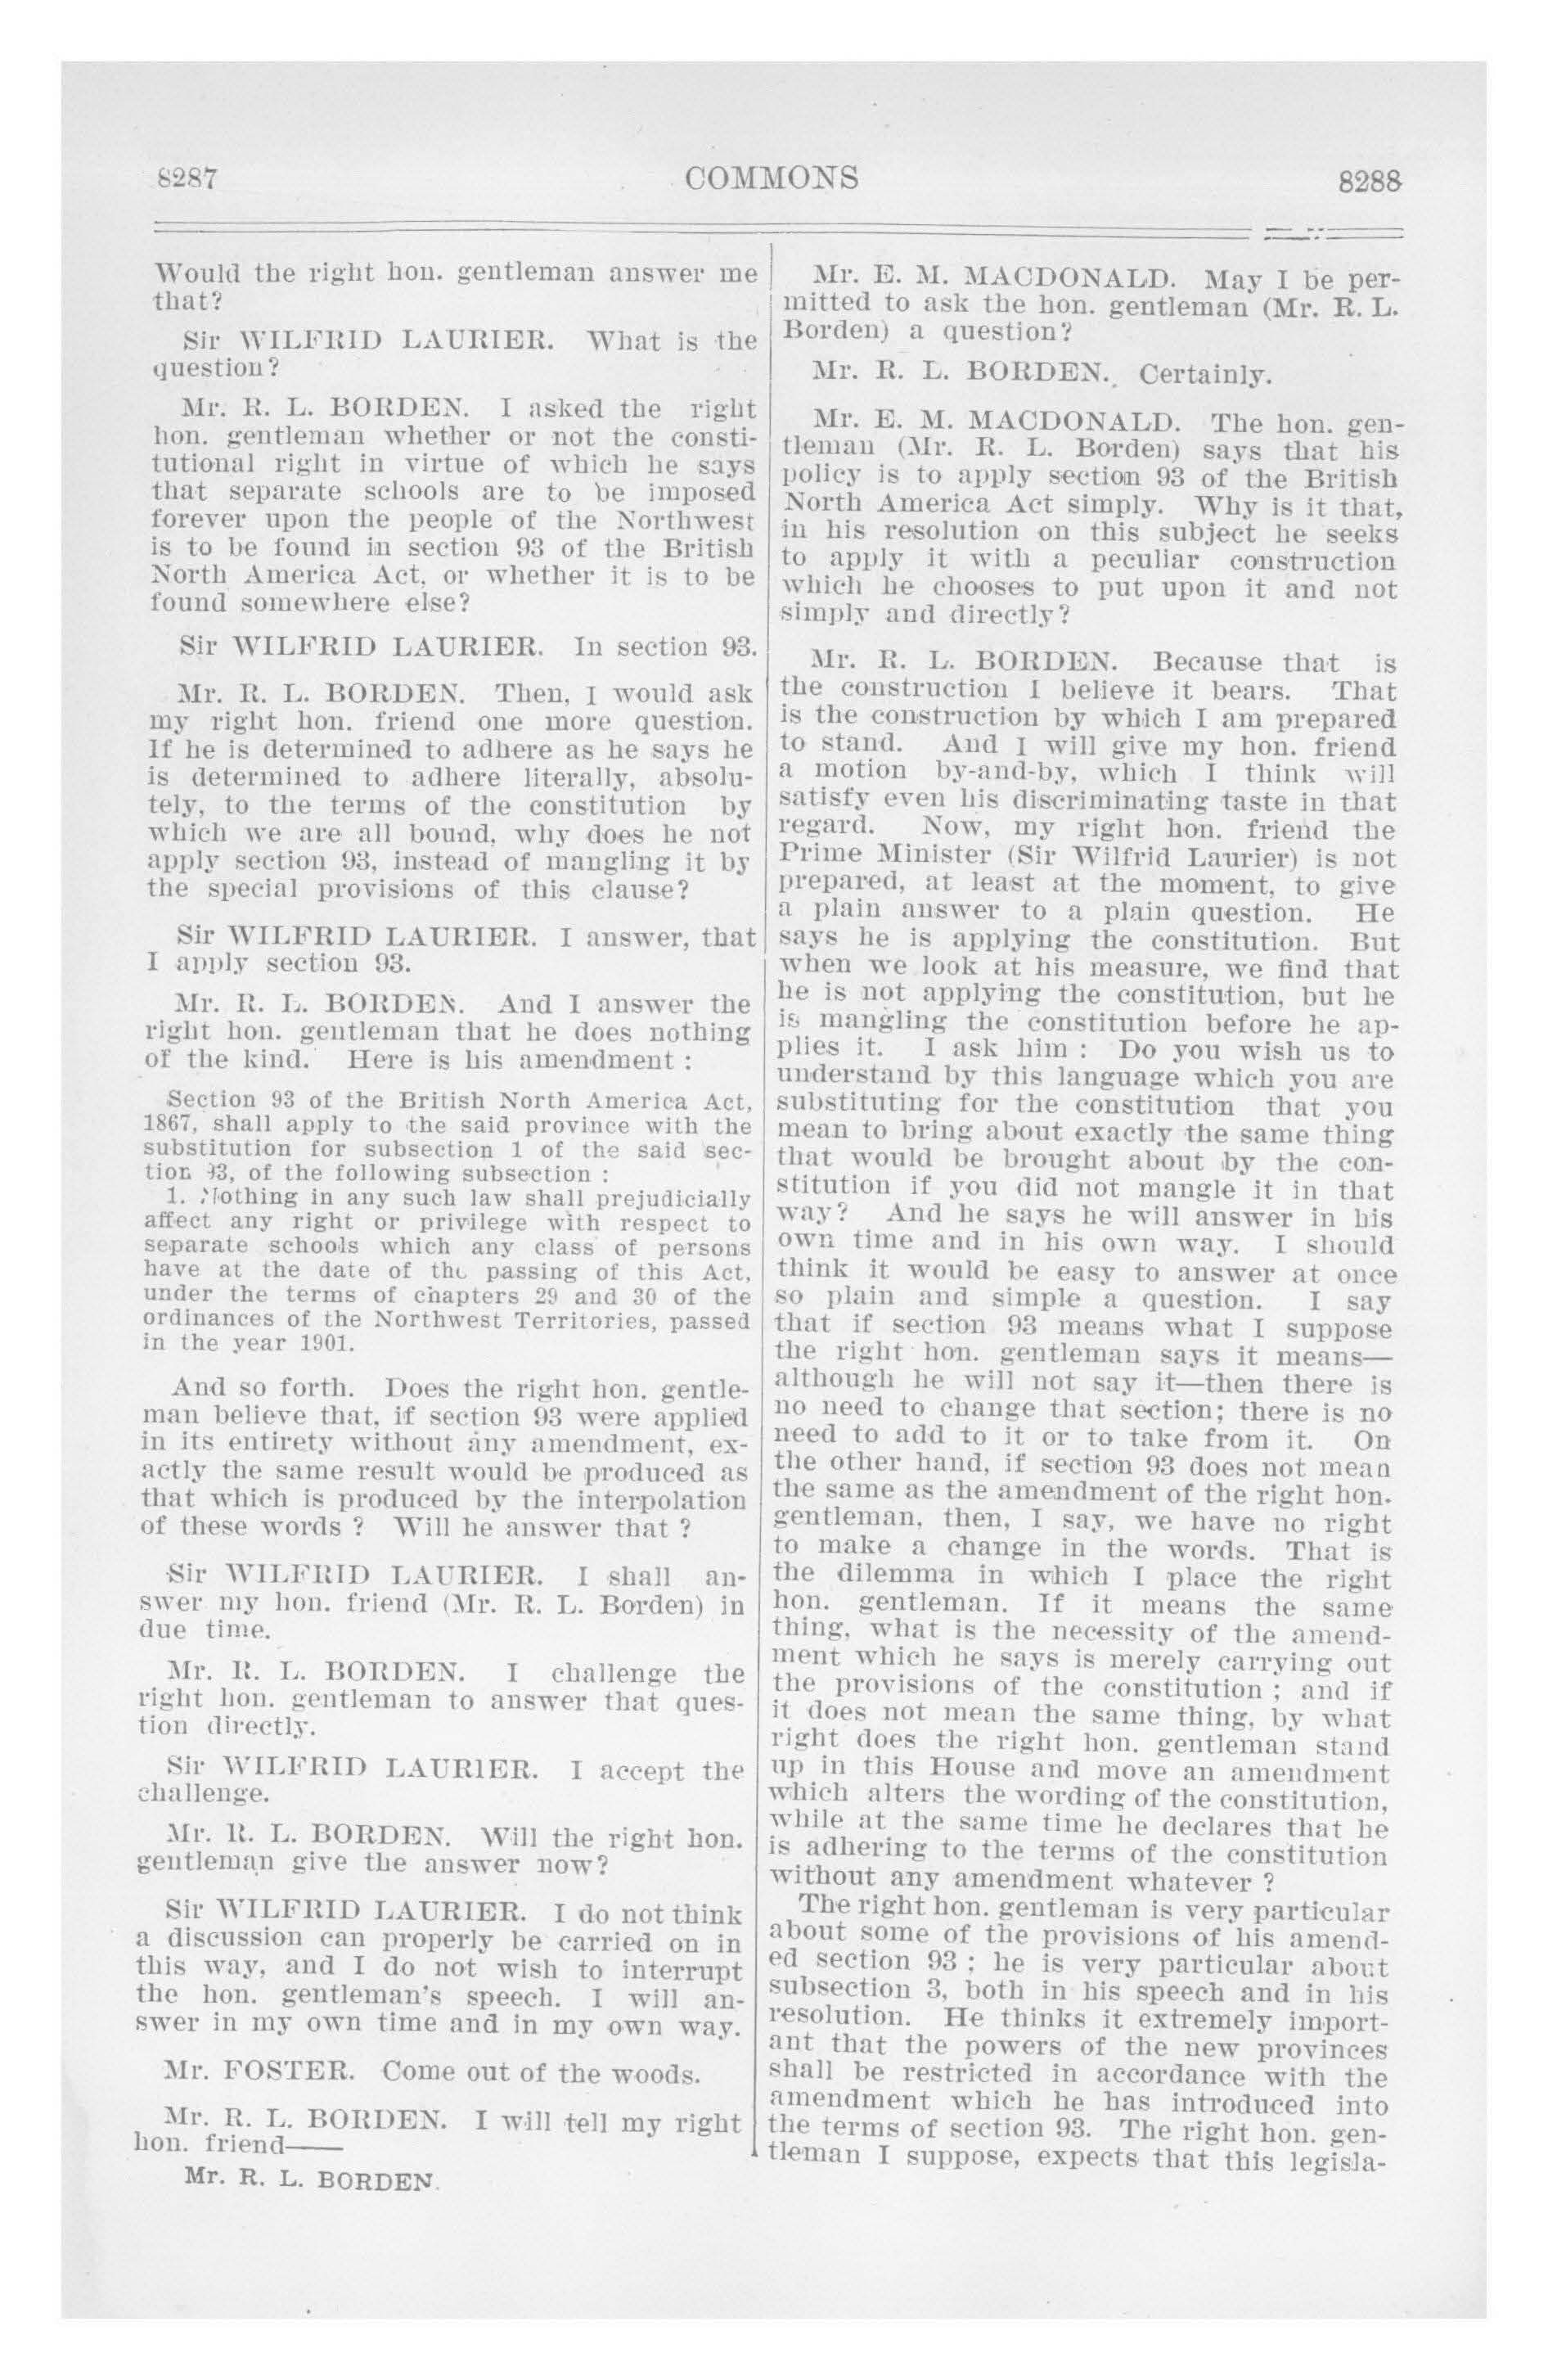 8287
COMMONS
8288
Would the right hon. gentleman answer me
that?
Sir WILFRID LAURIER. What is the
question?
Mr. R. L. BORDEN. I asked the right
hon. gentleman whether or not the consti-
tutional right in virtue of which he says
that separate schools are to be imposed
forever upon the people of the Northwest
is to be found in section 93 of the British
North America Act, or whether it is to be
found somewhere else?
Sir WILFRID LAURIER. In section 93.
Mr. R. L. BORDEN. Then, I would ask
my right hon. friend one more question.
If he is determined to adhere as he says he
is determined to adhere literally, absolu-
tely, to the terms of the constitution by
which we are all bound, why does he not
apply section 93, instead of mangling it by
the special provisions of this clause?
Sir WILFRID LAURIER. I answer, that
I apply section 93.
Mr. R. L. BORDEN. And I answer the
right hon. gentleman that he does nothing
of the kind. Here is his amendment :
Section 93 of the British North America Act,
1867, shall apply to the said province with the
substitution for subsection 1 of the said sec-
tion 93, of the following subsection :
1. Nothing in any such law shall prejudicially
affect any right or privilege with respect to
separate schools which any class of persons
have at the date of the passing of this Act,
under the terms of chapters 29 and 30 of the
ordinances of the Northwest Territories, passed
in the year 1901.
And so forth. Does the right hon. gentle-
man believe that, if section 93 were applied
in its entirety without any amendment, ex-
actly the same result would be produced as
that which is produced by the interpolation
of these words ? Will he answer that ?
Sir WILFRID LAURIER. I shall an-
swer my hon. friend (Mr. R. L. Borden) in
due time.
Mr. R. L. BORDEN. I challenge the
right hon. gentleman to answer that ques-
tion directly.
Sir WILFRID LAURIER. I accept the
challenge.
Mr. R. L. BORDEN. Will the right hon.
gentleman give the answer now?
Sir WILFRID LAURIER. I do not think
a discussion can properly be carried on in
this way, and I do not wish to interrupt
the hon. gentleman's speech. I will an-
swer in my own time and in my own way.
Mr. FOSTER. Come out of the woods.
Mr. R. L. BORDEN. I will tell my right
hon. friend——
Mr. R. L. BORDEN.
Mr. E. M. MACDONALD. May I be per-
mitted to ask the hon. gentleman (Mr. R. L.
Borden) a question?
Mr. R. L. BORDEN. Certainly.
Mr. E. M. MACDONALD. The hon. gen-
tleman (Mr. R. L. Borden) says that his
policy is to apply section 93 of the British
North America Act simply. Why is it that,
in his resolution on this subject he seeks
to apply it with a peculiar construction
which he chooses to put upon it and not
simply and directly?
Mr. R. L. BORDEN. Because that is
the construction I believe it bears. That
is the construction by which I am prepared
to stand. And I will give my hon. friend
a motion by-and-by, which I think will
satisfy even his discriminating taste in that
regard. Now, my right hon. friend the
Prime Minister (Sir Wilfrid Laurier) is not
prepared, at least at the moment, to give
a plain answer to a plain question. He
says he is applying the constitution. But
when we look at his measure, we find that
he is not applying the constitution, but he
is mangling the constitution before he ap-
plies it. I ask him : Do you wish us to
understand by this language which you are
substituting for the constitution that you
mean to bring about exactly the same thing
that would be brought about by the con-
stitution if you did not mangle it in that
way? And he says he will answer in his
own time and in his own way. I should
think it would be easy to answer at once
so plain and simple a question. I say
that if section 93 means what I suppose
the right hon. gentleman says it means—
although he will not say it—then there is
no need to change that section; there is no
need to add to it or to take from it. On
the other hand, if section 93 does not mean
the same as the amendment of the right hon.
gentleman, then, I say, we have no right
to make a change in the words. That is
the dilemma in which I place the right
hon. gentleman. If it means the same
thing, what is the necessity of the amend-
ment which he says is merely carrying out
the provisions of the constitution ; and if
it does not mean the same thing, by what
right does the right hon. gentleman stand
up in this House and move an amendment
which alters the wording of the constitution,
while at the same time he declares that he
is adhering to the terms of the constitution
without any amendment whatever ?
The right hon. gentleman is very particular
about some of the provisions of his amend-
ed section 93 ; he is very particular about
subsection 3, both in his speech and in his
resolution. He thinks it extremely import-
ant that the powers of the new provinces
shall be restricted in accordance with the
amendment which he has introduced into
the terms of section 93. The right hon. gen-
tleman I suppose, expects that this legisla-